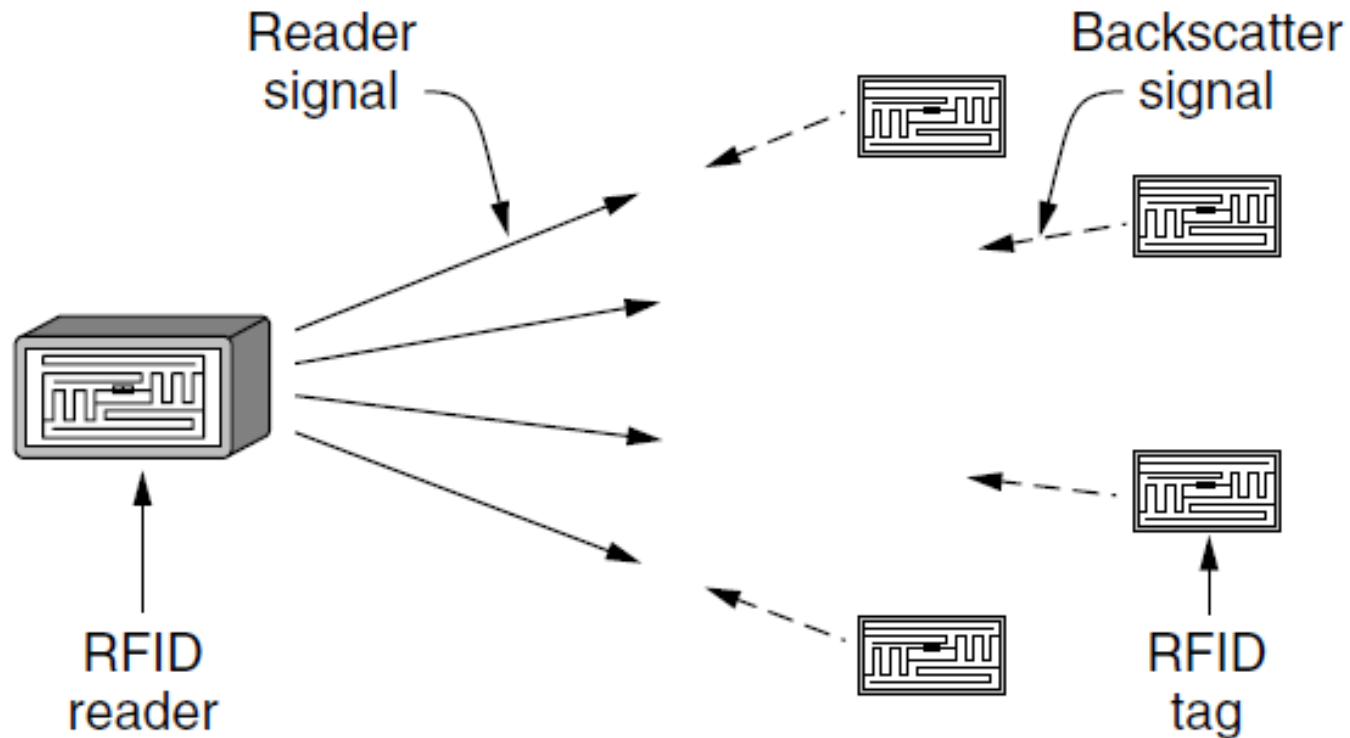 Reader
signal
Backscatter
signal
RFID
reader
RFID
tag